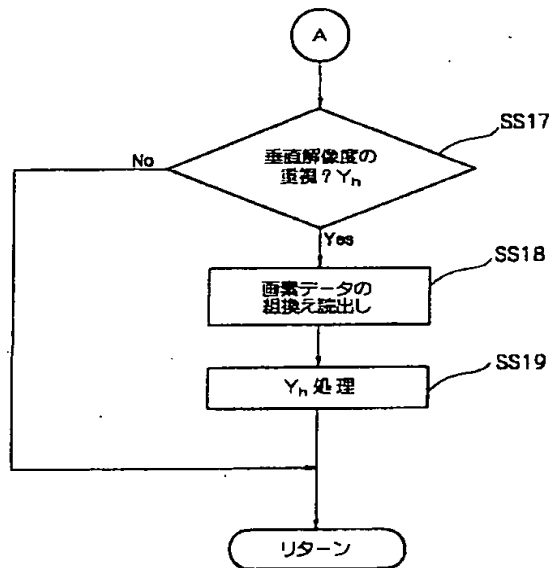 A
SS17
垂直解像度の
重視？Yh
No
Yes
SS18
画素データの
組換え読出し
SS19
Yh 処理
リターン